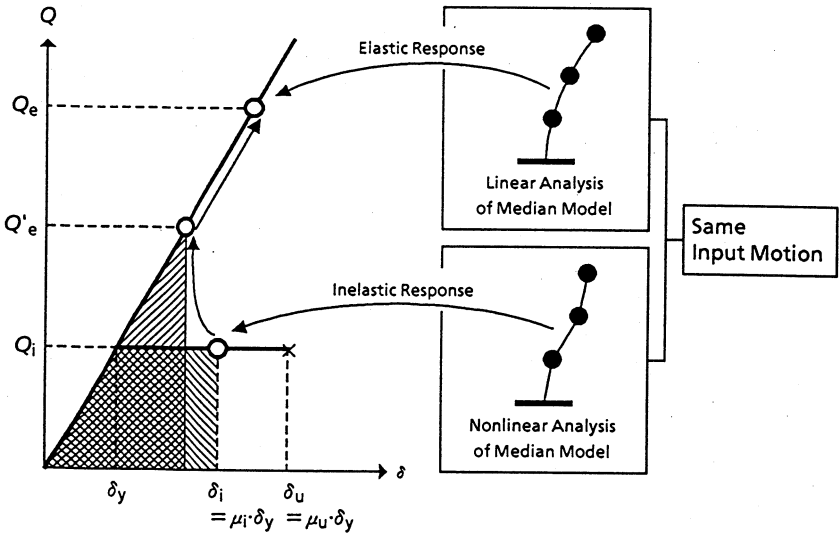 Q
Elastic Response
Qe
Linear Analysis
of Median Model
Q'e
Same
Input Motion
Inelastic Response
Qi
Nonlinear Analysis
of Median Model
δ
δy
δi
= μi·δy
δu
= μu·δy